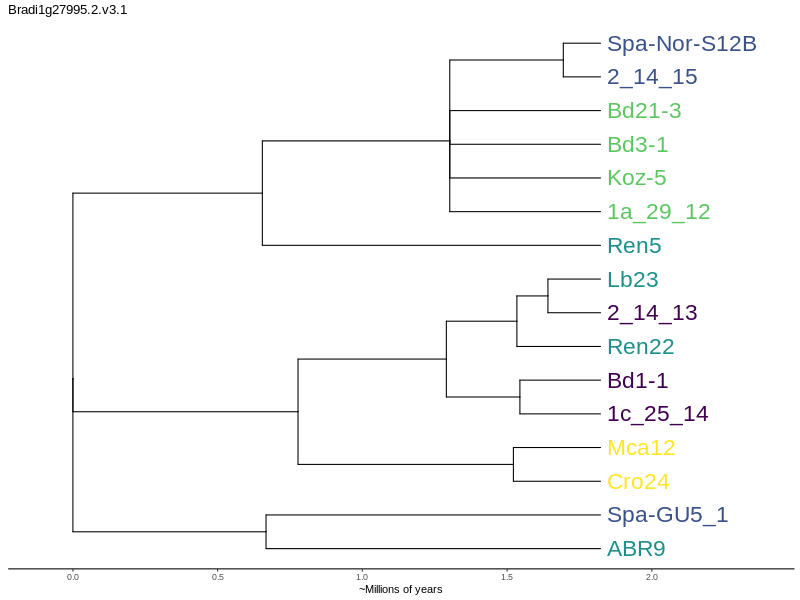 Bradi1g27995.2.v3.1
Spa-Nor-S12B
2_14_15
Bd21-3
Bd3-1
Koz-5
1a_29_12
Ren5
Lb23
2_14_13
Ren22
Bd1-1
1c_25_14
Mca12
Cro24
Spa-GU5_1
ABR9
0.0 0.5 1.0 1.5 2.0
~Millions of years